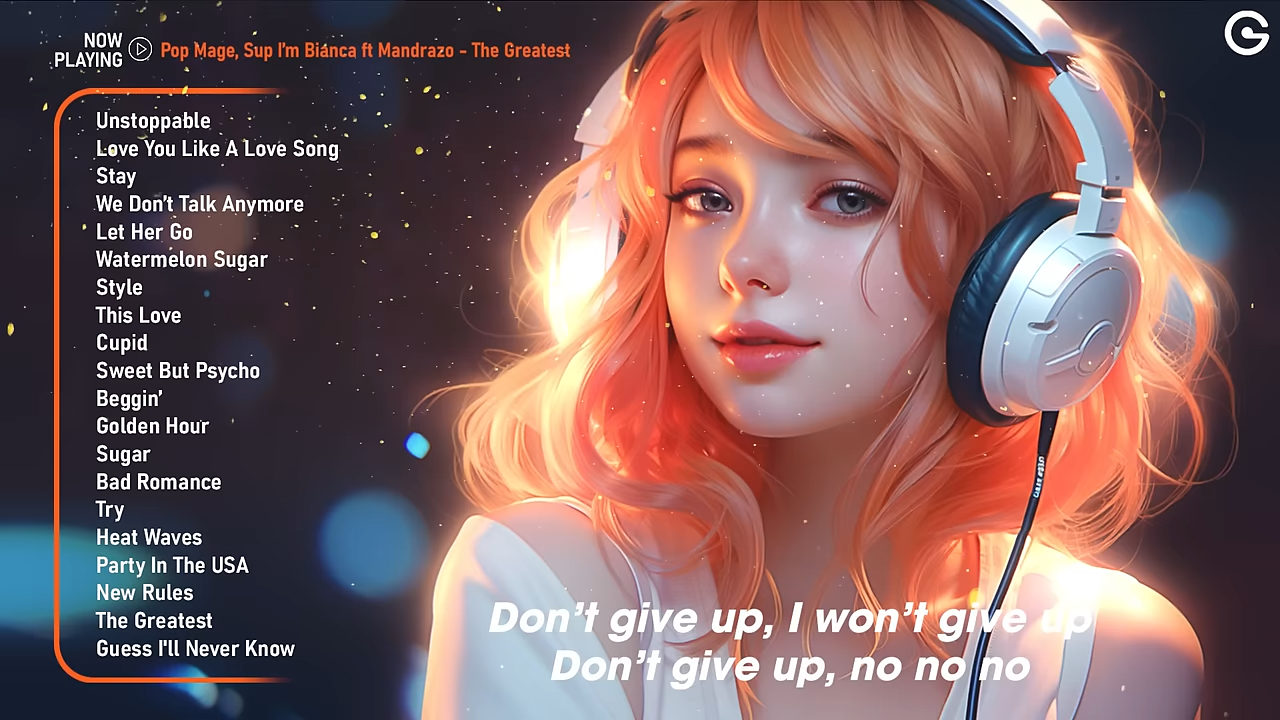 NOW
PLAYING
Pop Mage, Sup I'm Bianca ft Mandrazo - The Greatest
Unstoppable
Love You Like A Love Song
Stay
We Don't Talk Anymore
Let Her Go
Watermelon Sugar
Style
This Love
Cupid
Sweet But Psycho
Beggin'
Golden Hour
Sugar
Bad Romance
Try
Heat Waves
Party In The USA
New Rules
The Greatest
Guess I'll Never Know
Don't give up, I won't give up
Don't give up, no no no